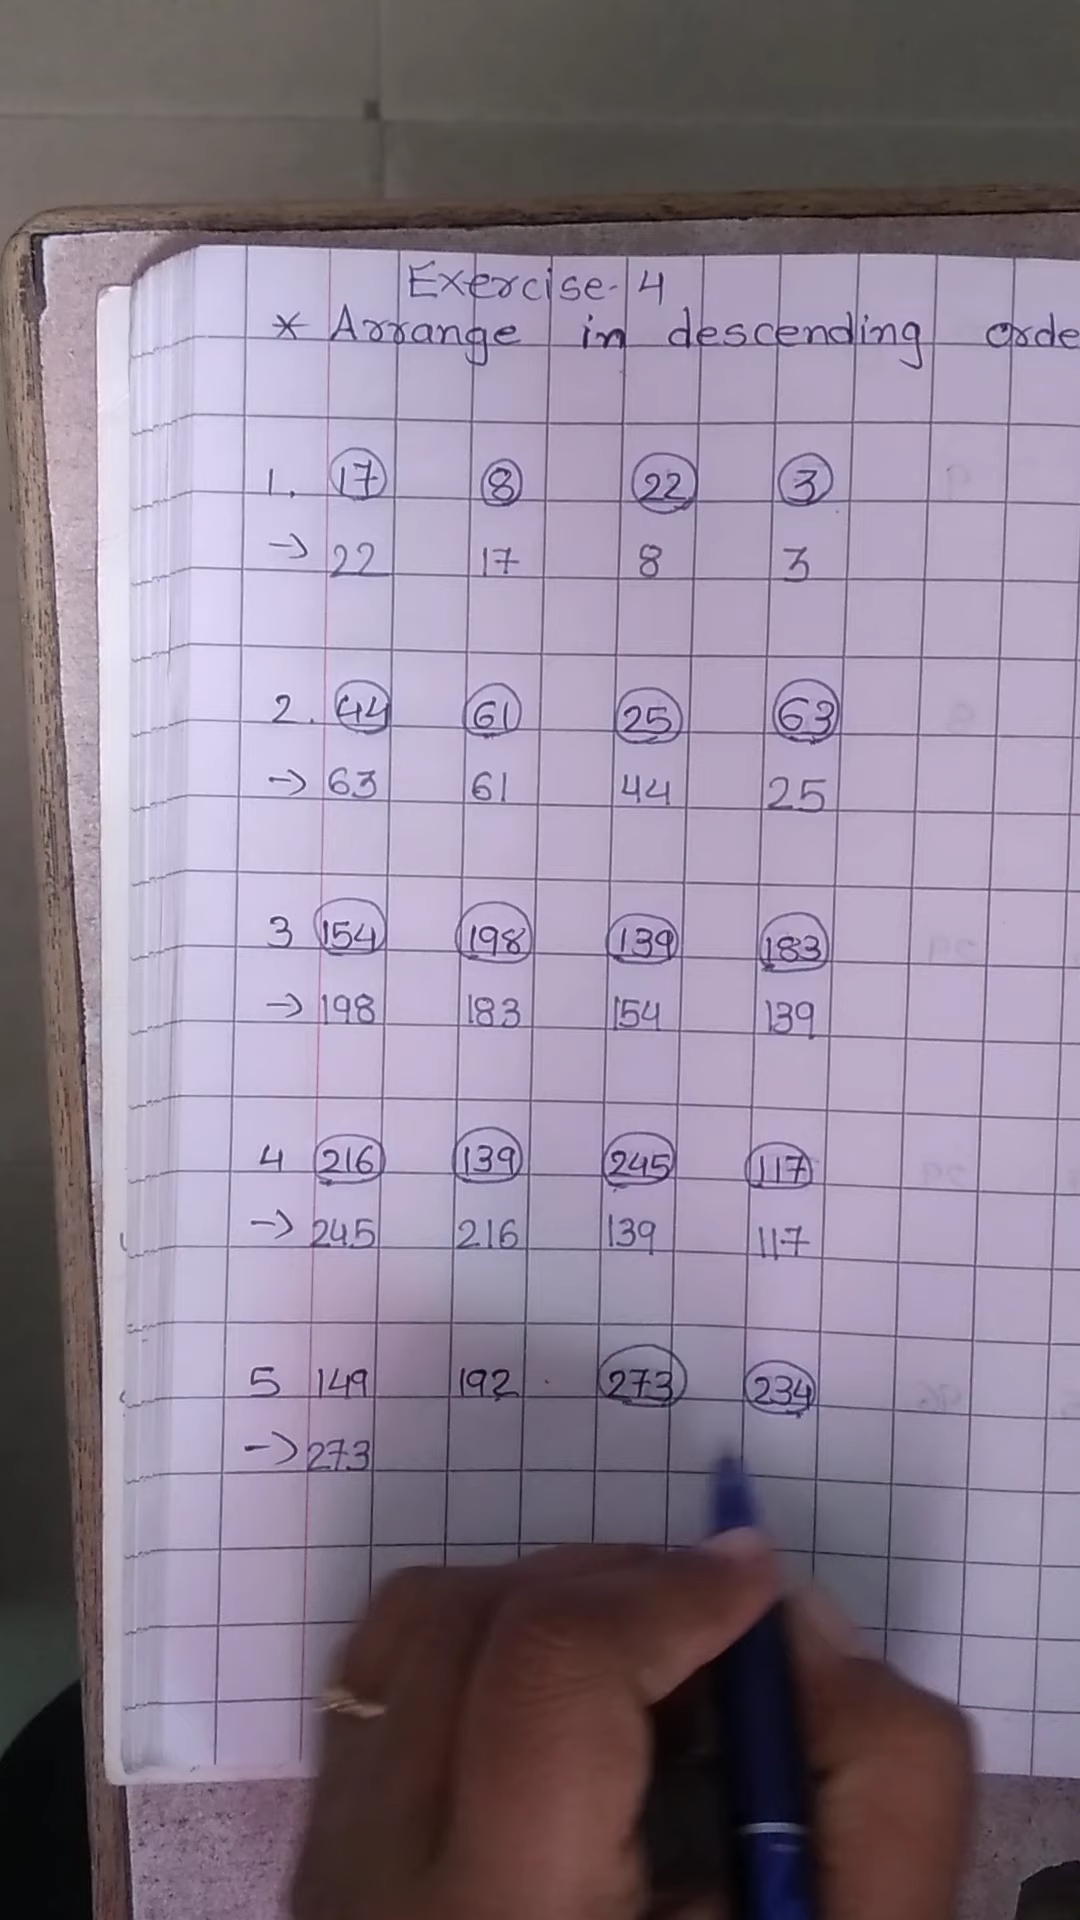 Exercise-4
* Arrange in descending orde
1. 17 8 22 3
→ 22 17 8 3
2. 44 61 25 63
→ 63 61 44 25
3 154 198 139 183
→ 198 183 154 139
4 216 139 245 117
→ 245 216 139 117
5 149 192 273 234
→ 273